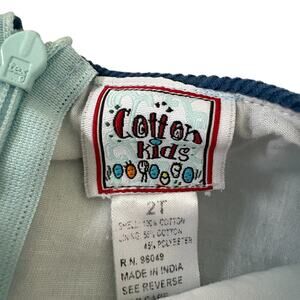 Cotton
kids
2T
SHELL: 100% COTTON
LINING: 55% COTTON
45% POLYESTER
R.N. 96049
MADE IN INDIA
SEE REVERSE